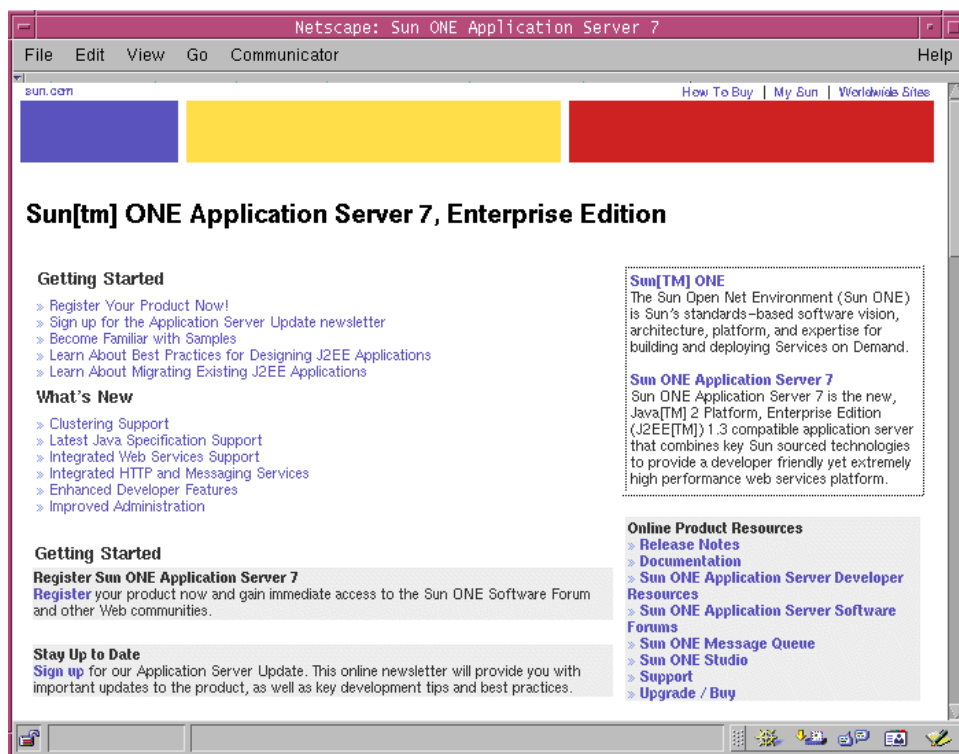 Netscape: Sun ONE Application Server 7
File Edit View Go Communicator Help
sun.com
How To Buy | My Sun | Worldwide Sites
Sun[tm] ONE Application Server 7, Enterprise Edition
Getting Started
» Register Your Product Now!
» Sign up for the Application Server Update newsletter
» Become Familiar with Samples
» Learn About Best Practices for Designing J2EE Applications
» Learn About Migrating Existing J2EE Applications
What's New
» Clustering Support
» Latest Java Specification Support
» Integrated Web Services Support
» Integrated HTTP and Messaging Services
» Enhanced Developer Features
» Improved Administration
Getting Started
Register Sun ONE Application Server 7
Register your product now and gain immediate access to the Sun ONE Software Forum
and other Web communities.
Stay Up to Date
Sign up for our Application Server Update. This online newsletter will provide you with
important updates to the product, as well as key development tips and best practices.
Sun[TM] ONE
The Sun Open Net Environment (Sun ONE)
is Sun's standards-based software vision,
architecture, platform, and expertise for
building and deploying Services on Demand.
Sun ONE Application Server 7
Sun ONE Application Server 7 is the new,
Java[TM] 2 Platform, Enterprise Edition
(J2EE[TM]) 1.3 compatible application server
that combines key Sun sourced technologies
to provide a developer friendly yet extremely
high performance web services platform.
Online Product Resources
» Release Notes
» Documentation
» Sun ONE Application Server Developer
Resources
» Sun ONE Application Server Software
Forums
» Sun ONE Message Queue
» Sun ONE Studio
» Support
» Upgrade / Buy